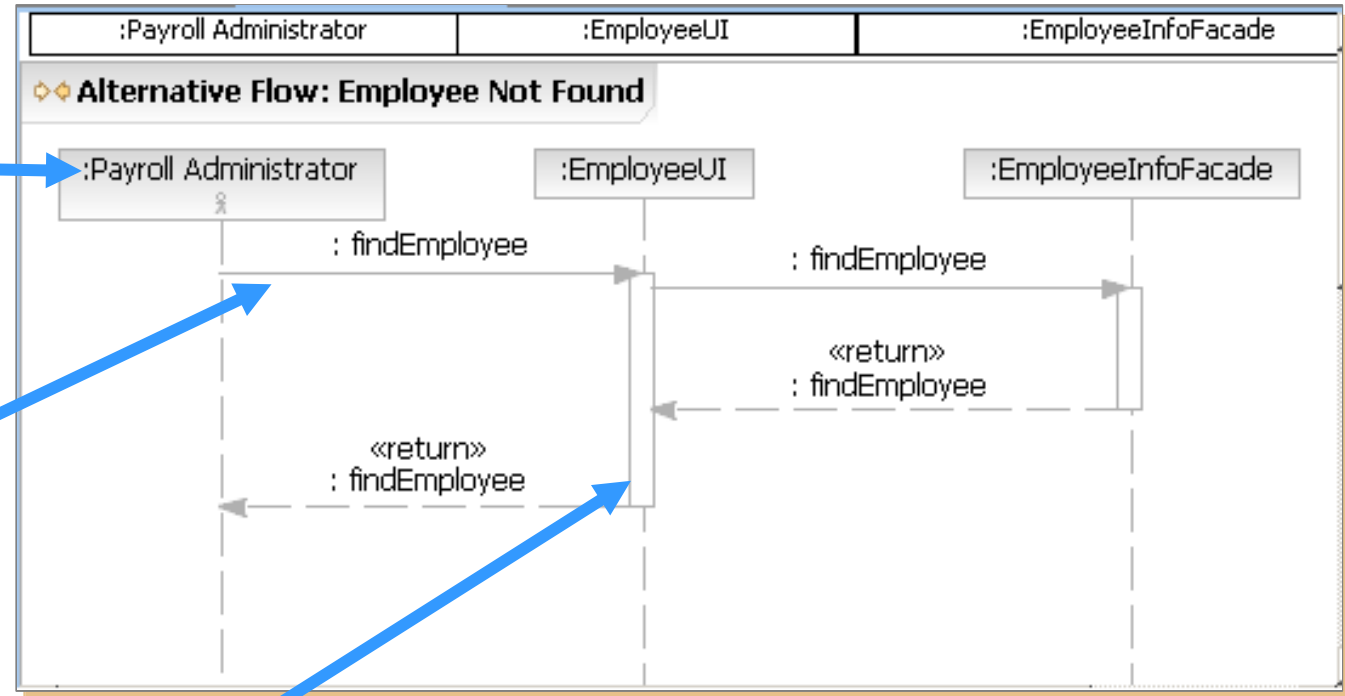 :Payroll Administrator :EmployeeUI :EmployeeInfoFacade
Alternative Flow: Employee Not Found
:Payroll Administrator :EmployeeUI :EmployeeInfoFacade
: findEmployee
: findEmployee
«return»
: findEmployee
«return»
: findEmployee